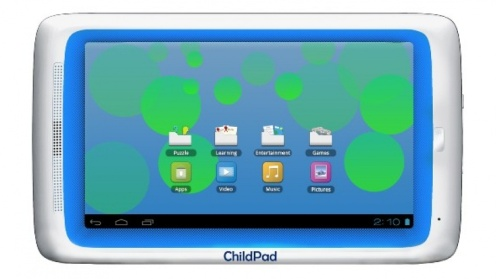 Puzzle Learning Entertainment Games
Apps Video Music Pictures
2:10
ChildPad